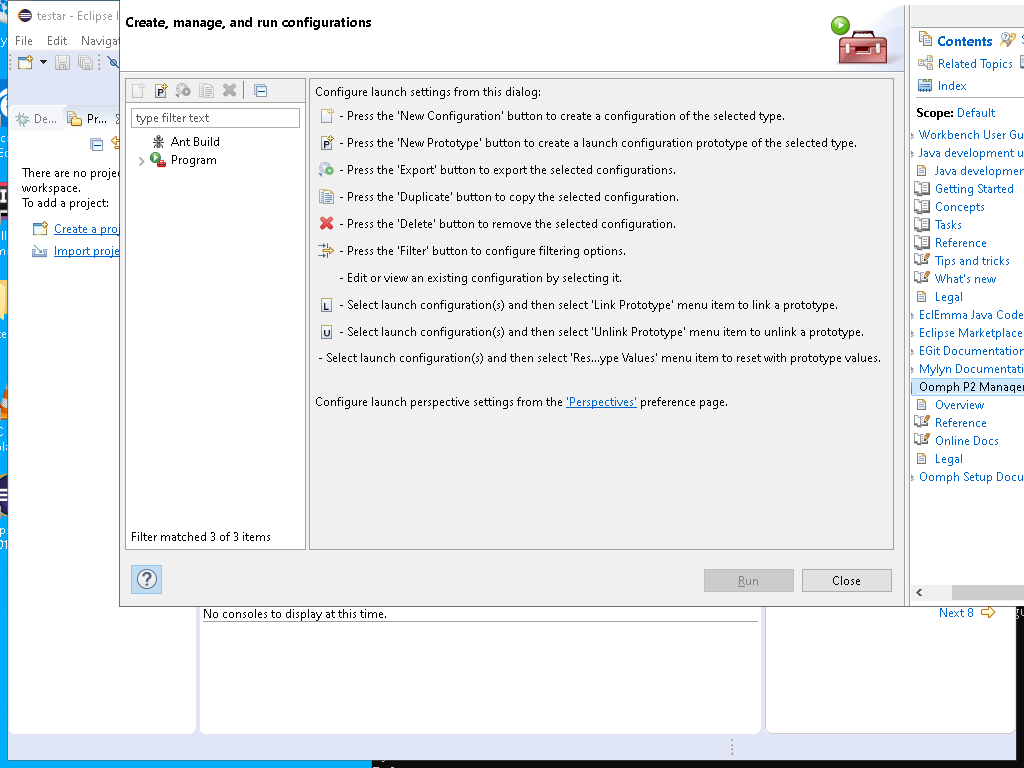 testar - Eclipse I
File Edit Navigat
De...
Pr...
There are no proje
workspace.
To add a project:
Create a proj
Import proje
Create, manage, and run configurations
type filter text
Ant Build
Program
Filter matched 3 of 3 items
Configure launch settings from this dialog:
- Press the 'New Configuration' button to create a configuration of the selected type.
- Press the 'New Prototype' button to create a launch configuration prototype of the selected type.
- Press the 'Export' button to export the selected configurations.
- Press the 'Duplicate' button to copy the selected configuration.
- Press the 'Delete' button to remove the selected configuration.
- Press the 'Filter' button to configure filtering options.
- Edit or view an existing configuration by selecting it.
L - Select launch configuration(s) and then select 'Link Prototype' menu item to link a prototype.
U - Select launch configuration(s) and then select 'Unlink Prototype' menu item to unlink a prototype.
- Select launch configuration(s) and then select 'Res...ype Values' menu item to reset with prototype values.
Configure launch perspective settings from the 'Perspectives' preference page.
Run
Close
No consoles to display at this time.
Contents
Related Topics
Index
Scope: Default
Workbench User Gu
Java development u
Java developmer
Getting Started
Concepts
Tasks
Reference
Tips and tricks
What's new
Legal
EclEmma Java Code
Eclipse Marketplace
EGit Documentation
Mylyn Documentati
Oomph P2 Manager
Overview
Reference
Online Docs
Legal
Oomph Setup Docu
Next 8